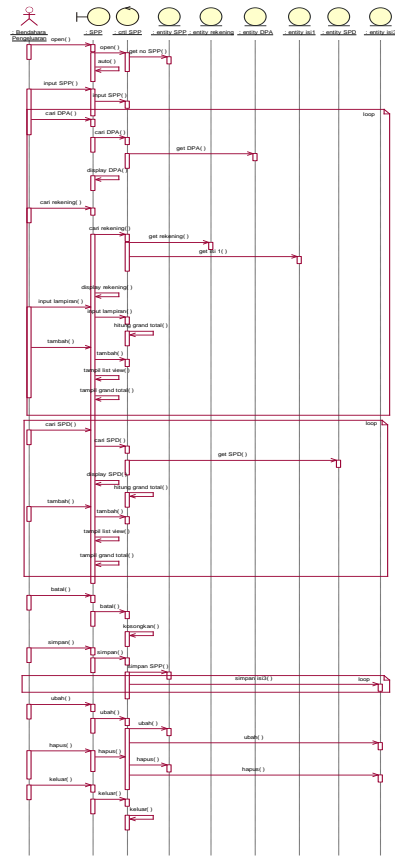 : Bendahara Pengeluaran
: SPP
: crtl SPP
: entity SPP
: entity rekening
: entity DPA
: entity isi1
: entity SPD
: entity isi3
open( )
open( )
get no SPP( )
auto( )
input SPP( )
input SPP( )
loop
cari DPA( )
cari DPA( )
get DPA( )
display DPA( )
cari rekening( )
cari rekening( )
get rekening( )
get isi 1( )
display rekening( )
input lampiran( )
input lampiran( )
hitung grand total( )
tambah( )
tambah( )
tampil list view( )
tampil grand total( )
loop
cari SPD( )
cari SPD( )
get SPD( )
display SPD( )
hitung grand total( )
tambah( )
tambah( )
tampil list view( )
tampil grand total( )
batal( )
batal( )
kosongkan( )
simpan( )
simpan( )
simpan SPP( )
simpan isi3( )
loop
ubah( )
ubah( )
ubah( )
ubah( )
hapus( )
hapus( )
hapus( )
hapus( )
keluar( )
keluar( )
keluar( )